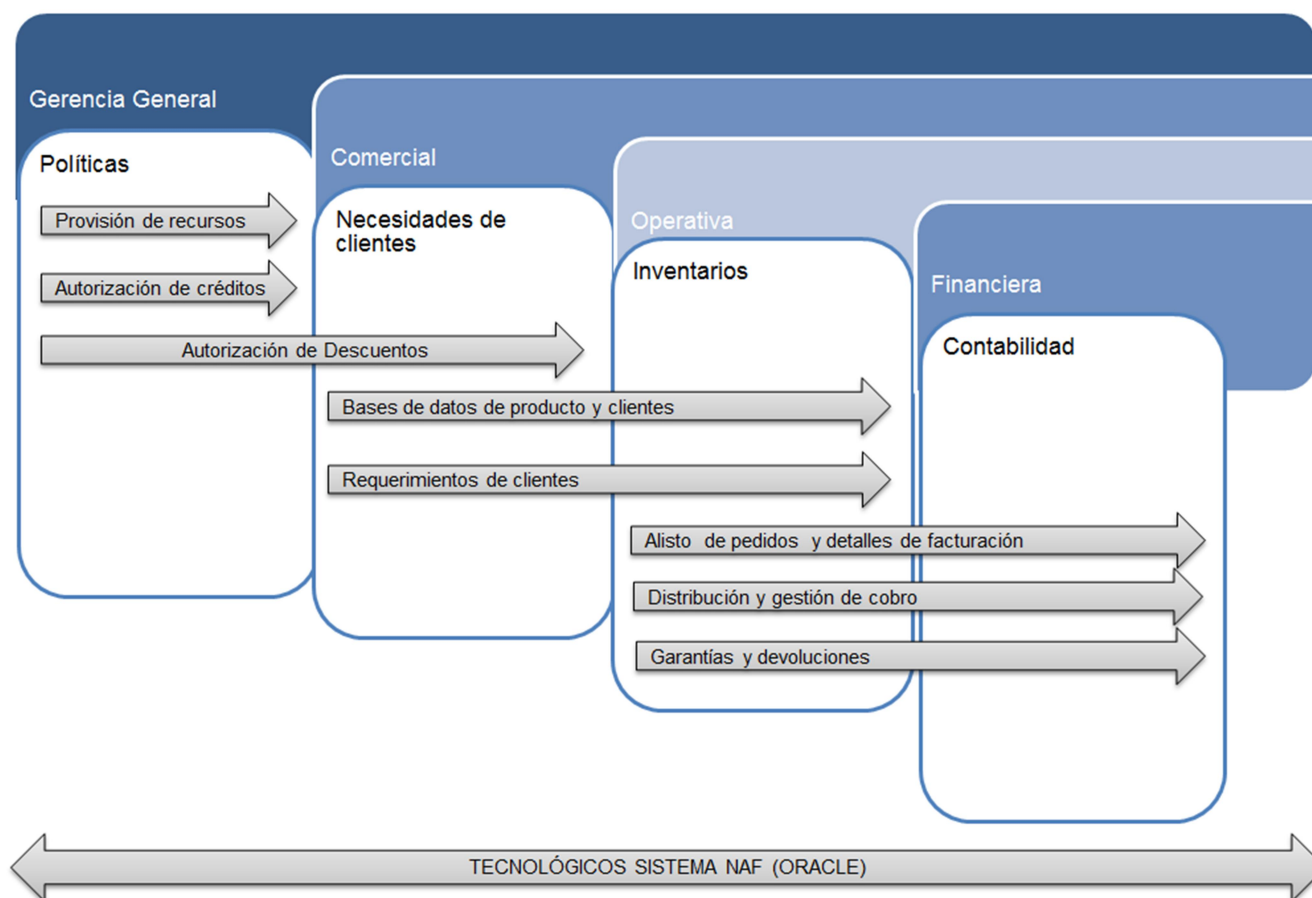 Gerencia General
Políticas
Provisión de recursos
Autorización de créditos
Autorización de Descuentos
Comercial
Necesidades de
clientes
Bases de datos de producto y clientes
Requerimientos de clientes
Operativa
Inventarios
Alisto de pedidos y detalles de facturación
Distribución y gestión de cobro
Garantías y devoluciones
Financiera
Contabilidad
TECNOLÓGICOS SISTEMA NAF (ORACLE)